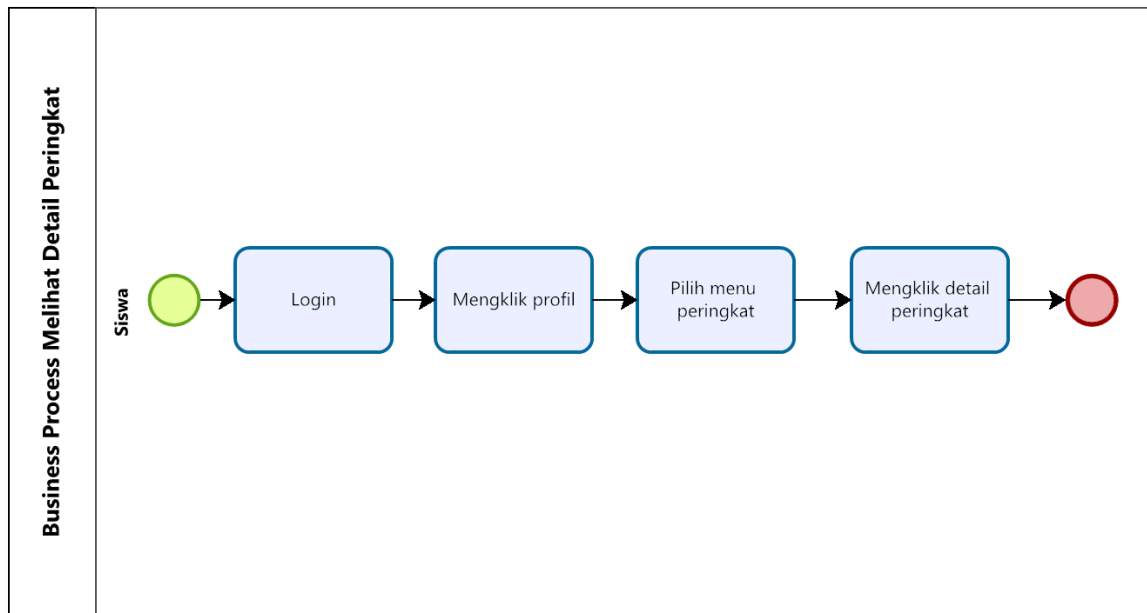 Business Process Melihat Detail Peringkat
Siswa
Login
Mengklik profil
Pilih menu
peringkat
Mengklik detail
peringkat